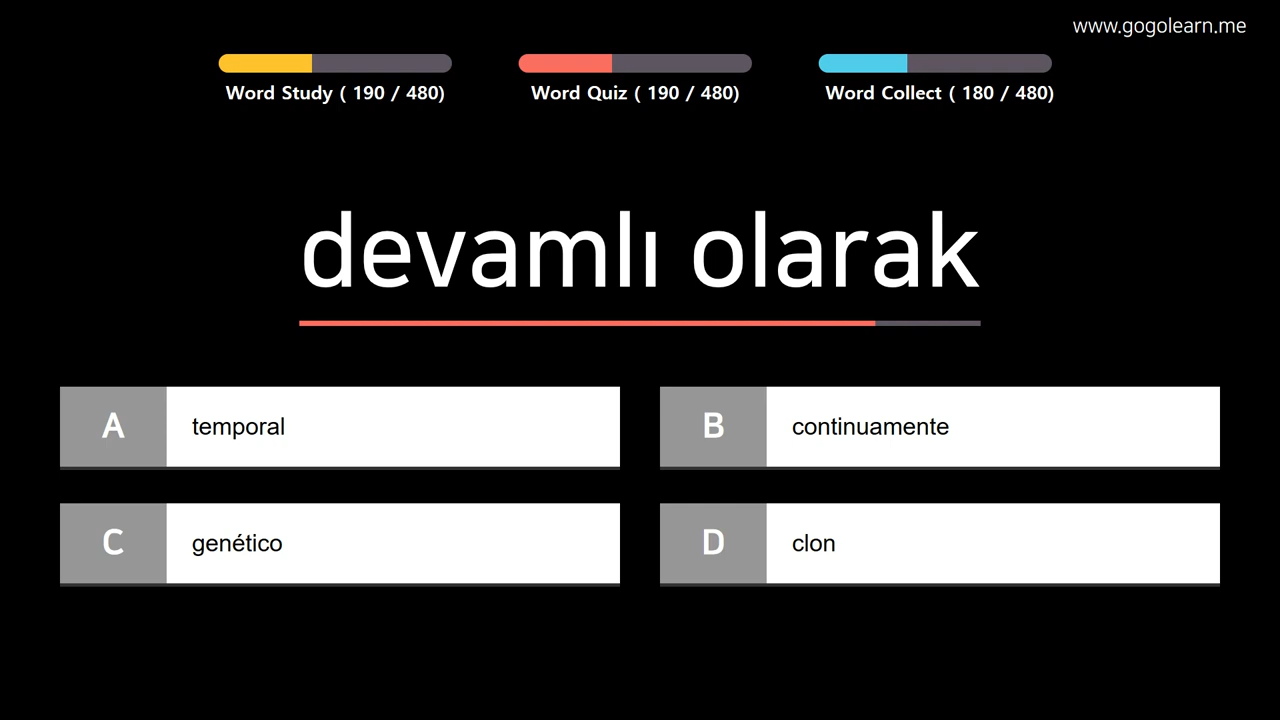 www.gogolearn.me
Word Study ( 190 / 480)
Word Quiz ( 190 / 480)
Word Collect ( 180 / 480)
devamlı olarak
A temporal
B continuamente
C genético
D clon